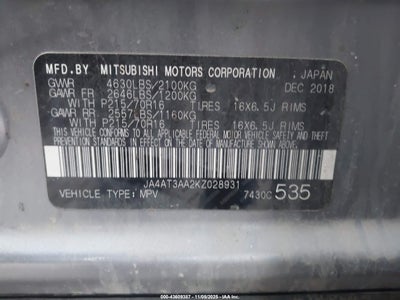 MFD.BY MITSUBISHI MOTORS CORPORATION , JAPAN
GVWR 4630LBS/2100KG DEC 2018
GAWR FR 2646LBS/1200KG
WITH P215/70R16 TIRES 16X6.5J RIMS
GAWR RR 2557LBS/1160KG
WITH P215/70R16 TIRES 16X6.5J RIMS
THIS VEHICLE CONFORMS TO ALL APPLICABLE FEDERAL MOTOR VEHICLE SAFETY, BUMPER, AND THEFT PREVENTION STANDARDS IN EFFECT ON THE DATE OF MANUFACTURE SHOWN ABOVE.
JA4AT3AA2KZ028931
VEHICLE TYPE: MPV 7430C 535